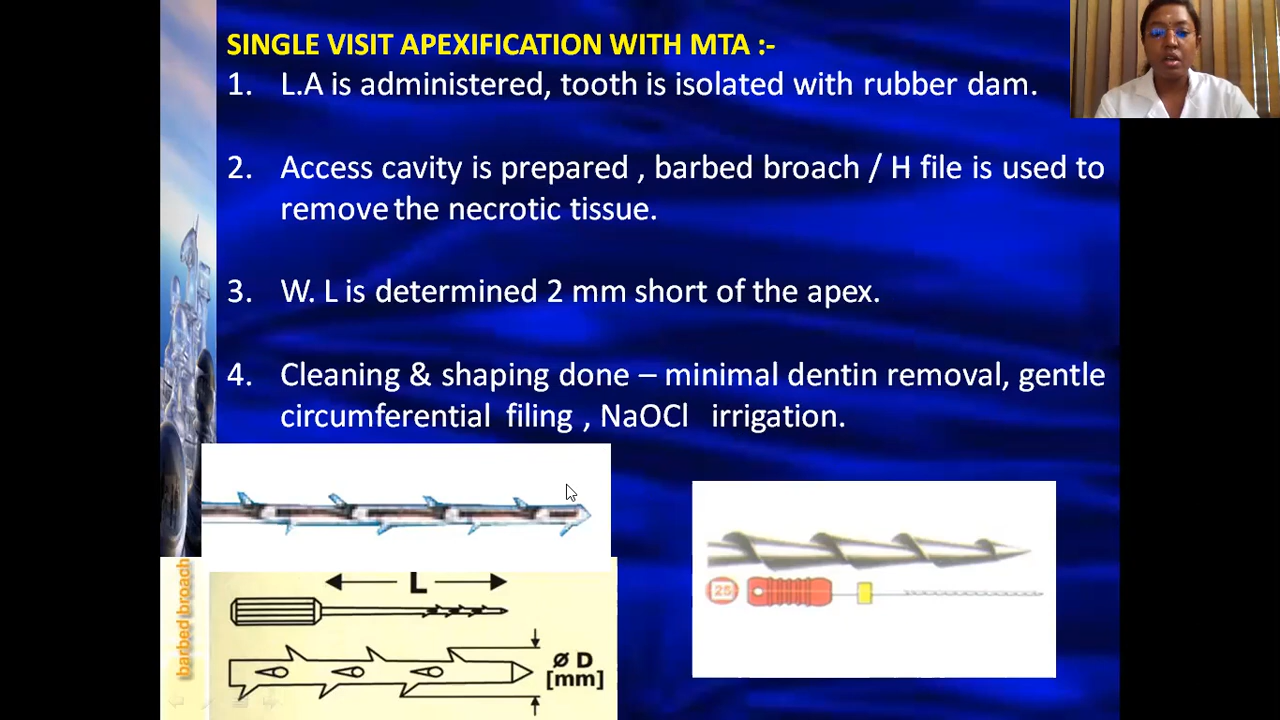 SINGLE VISIT APEXIFICATION WITH MTA :-
1. L.A is administered, tooth is isolated with rubber dam.
2. Access cavity is prepared , barbed broach / H file is used to
remove the necrotic tissue.
3. W. L is determined 2 mm short of the apex.
4. Cleaning & shaping done – minimal dentin removal, gentle
circumferential filing , NaOCl irrigation.
barbed broach
L
ø D
[mm]
25